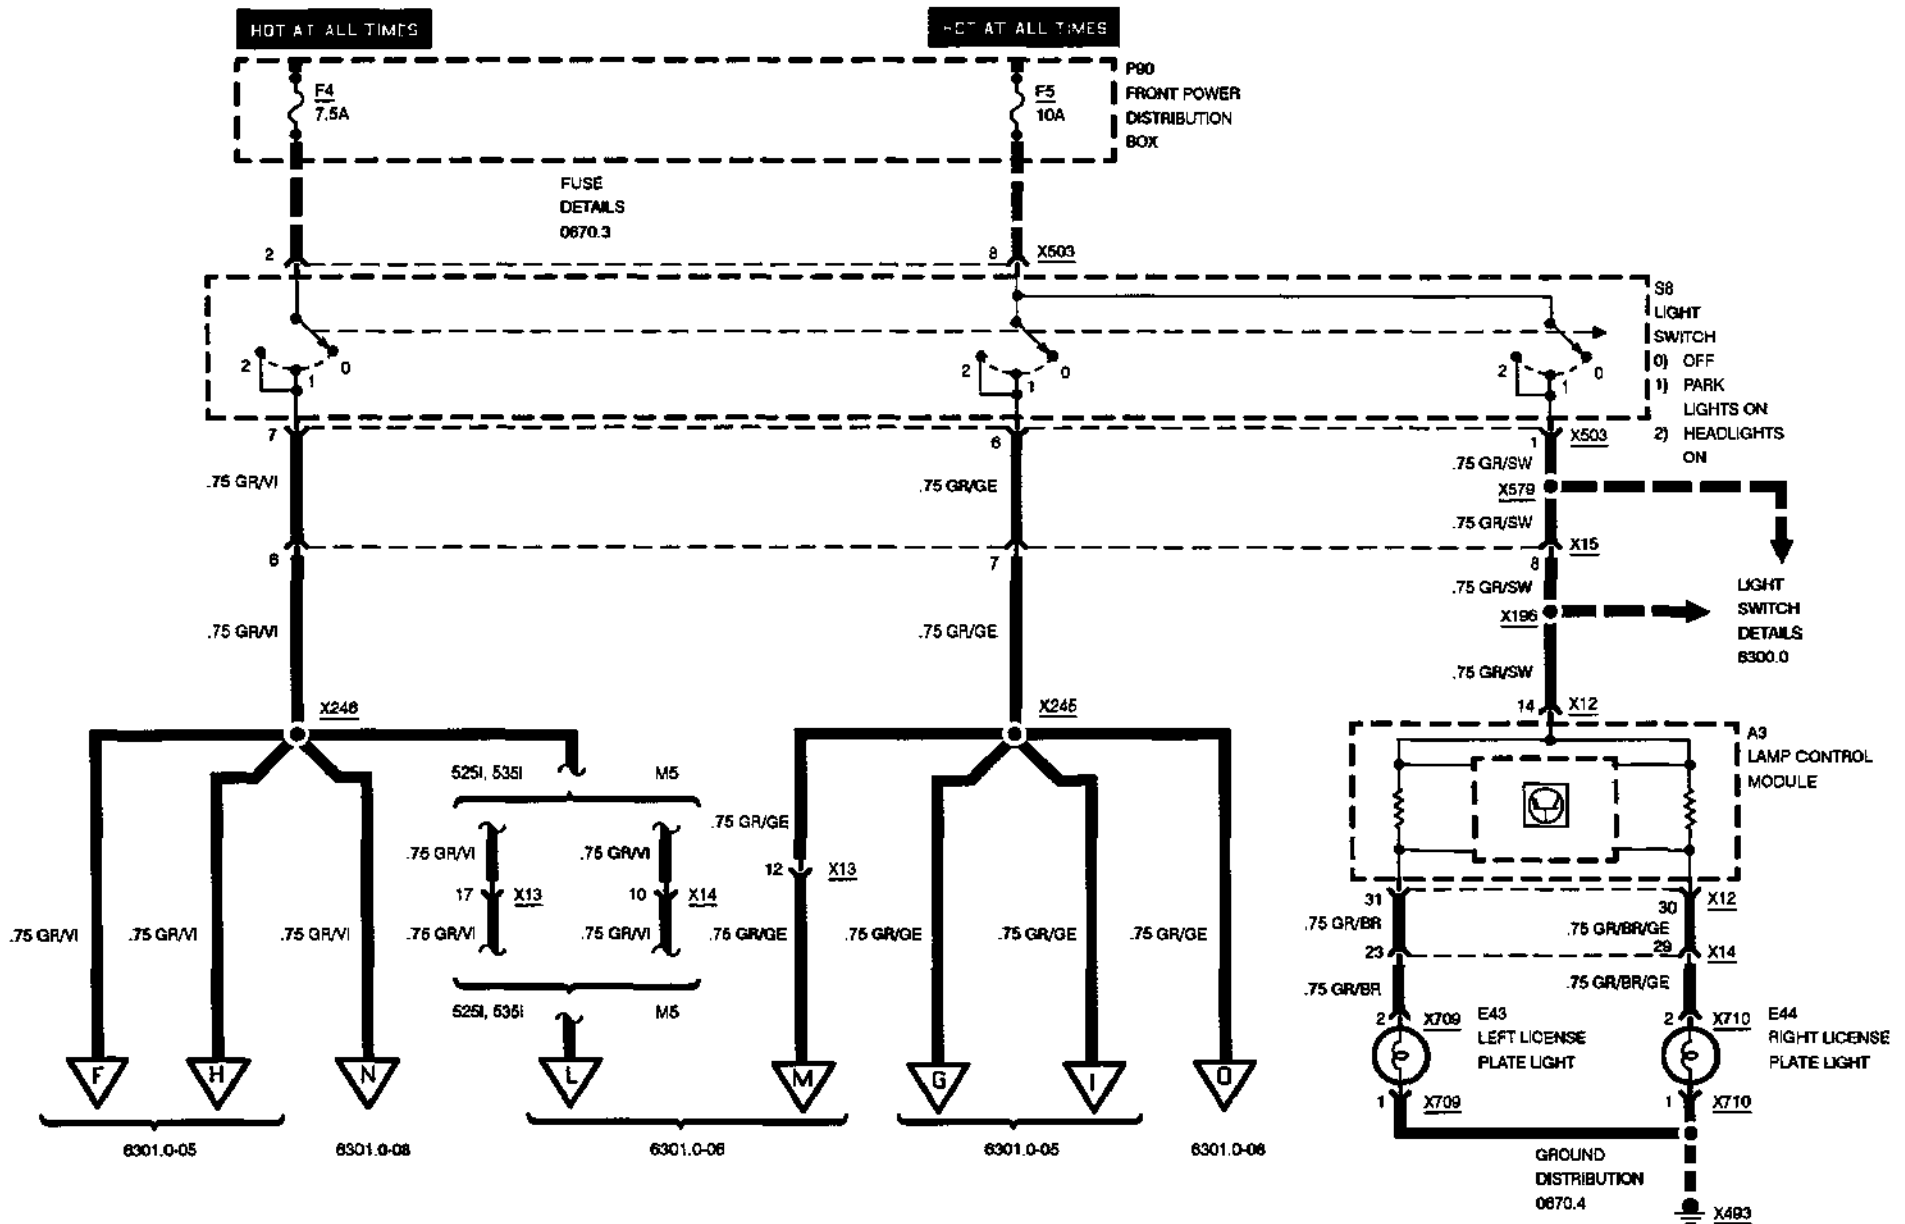 HOT AT ALL TIMES
HOT AT ALL TIMES
P90
FRONT POWER
DISTRIBUTION
BOX
F4
7.5A
F5
10A
FUSE
DETAILS
0670.3
2
8
X503
S8
LIGHT
SWITCH
0) OFF
1) PARK
LIGHTS ON
2) HEADLIGHTS
ON
2
1
0
2
1
0
2
1
0
7
6
1
X503
.75 GR/VI
.75 GR/GE
.75 GR/SW
X579
.75 GR/SW
X15
6
7
8
.75 GR/SW
X196
LIGHT
SWITCH
DETAILS
6300.0
.75 GR/VI
.75 GR/GE
.75 GR/SW
X246
X245
14
X12
A3
LAMP CONTROL
MODULE
525I, 535I
M5
.75 GR/GE
.75 GR/VI
.75 GR/VI
12
X13
17
X13
10
X14
31
30
X12
.75 GR/BR
.75 GR/BR/GE
.75 GR/VI
.75 GR/VI
.75 GR/VI
.75 GR/VI
.75 GR/VI
.75 GR/GE
.75 GR/GE
.75 GR/GE
.75 GR/GE
23
29
X14
.75 GR/BR
.75 GR/BR/GE
525I, 535I
M5
2
X709
E43
LEFT LICENSE
PLATE LIGHT
2
X710
E44
RIGHT LICENSE
PLATE LIGHT
F
H
N
L
M
G
I
O
1
X709
1
X710
6301.0-05
6301.0-08
6301.0-06
6301.0-05
6301.0-08
GROUND
DISTRIBUTION
0670.4
X493